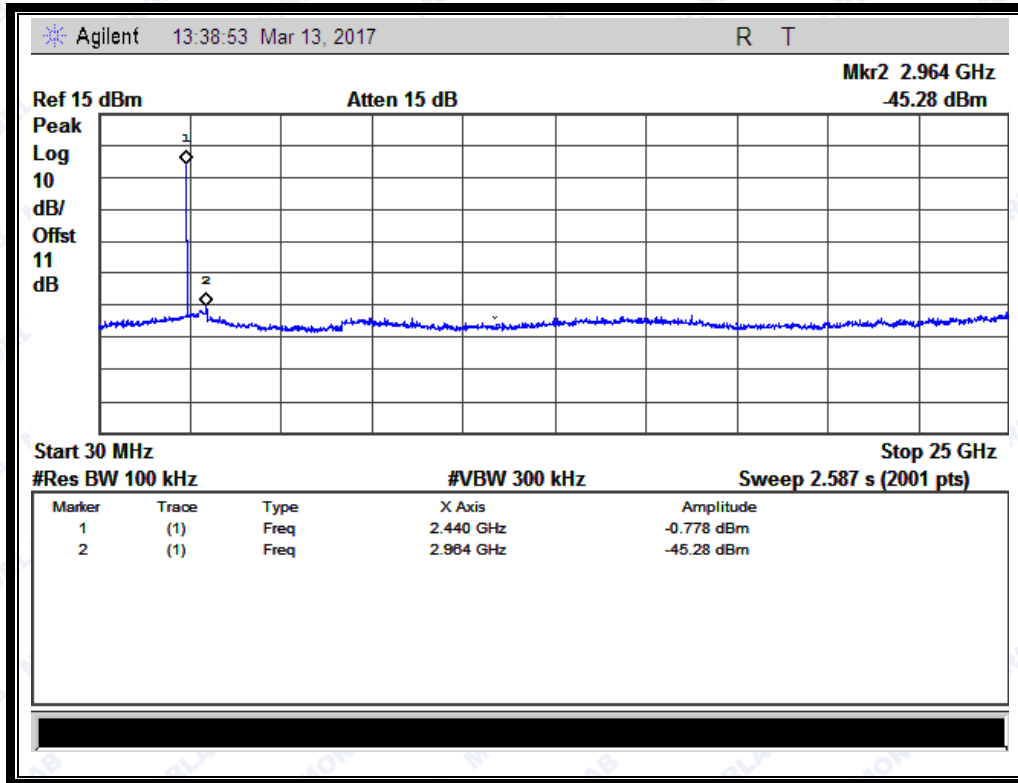 Agilent 13:38:53 Mar 13, 2017 R T
Mkr2 2.964 GHz
Ref 15 dBm Atten 15 dB -45.28 dBm
Peak
Log
10
dB/
Offst
11
dB
1
2
Start 30 MHz Stop 25 GHz
#Res BW 100 kHz #VBW 300 kHz Sweep 2.587 s (2001 pts)
Marker Trace Type X Axis Amplitude
1 (1) Freq 2.440 GHz -0.778 dBm
2 (1) Freq 2.964 GHz -45.28 dBm